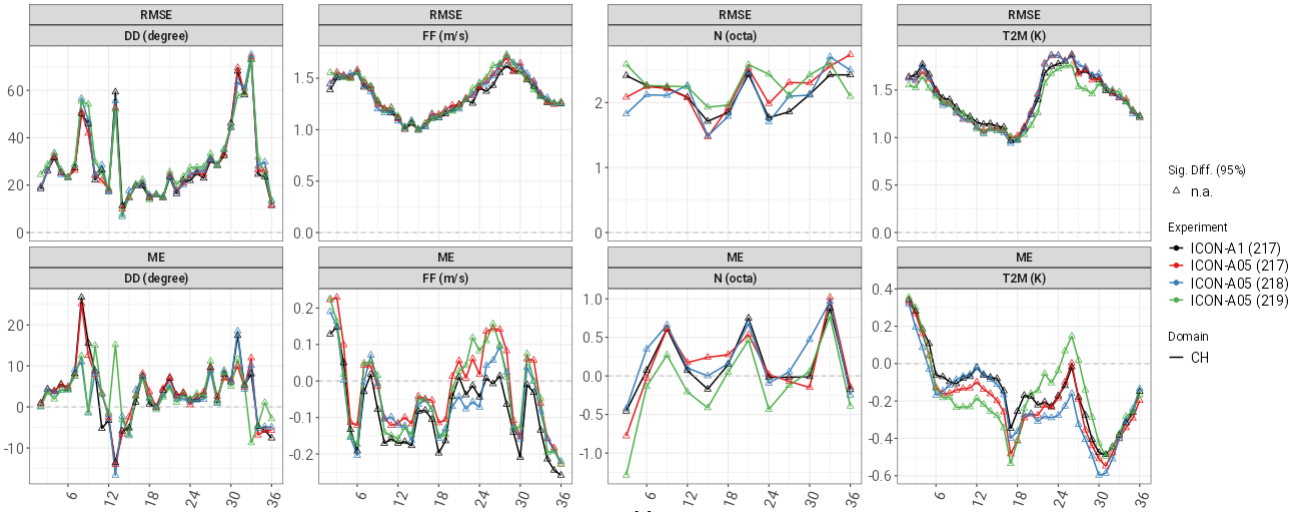 RMSE RMSE RMSE RMSE
DD (degree) FF (m/s) N (octa) T2M (K)
60
40
20
0
1.5
1.0
0.5
0.0
2
1
0
1.5
1.0
0.5
0.0
ME ME ME ME
DD (degree) FF (m/s) N (octa) T2M (K)
20
10
0
-10
0.2
0.1
0.0
-0.1
-0.2
1.0
0.5
0.0
-0.5
-1.0
0.4
0.2
0.0
-0.2
-0.4
-0.6
6 12 18 24 30 36 6 12 18 24 30 36 6 12 18 24 30 36 6 12 18 24 30 36
Sig. Diff. (95%)
n.a.
Experiment
ICON-A1 (217)
ICON-A05 (217)
ICON-A05 (218)
ICON-A05 (219)
Domain
CH